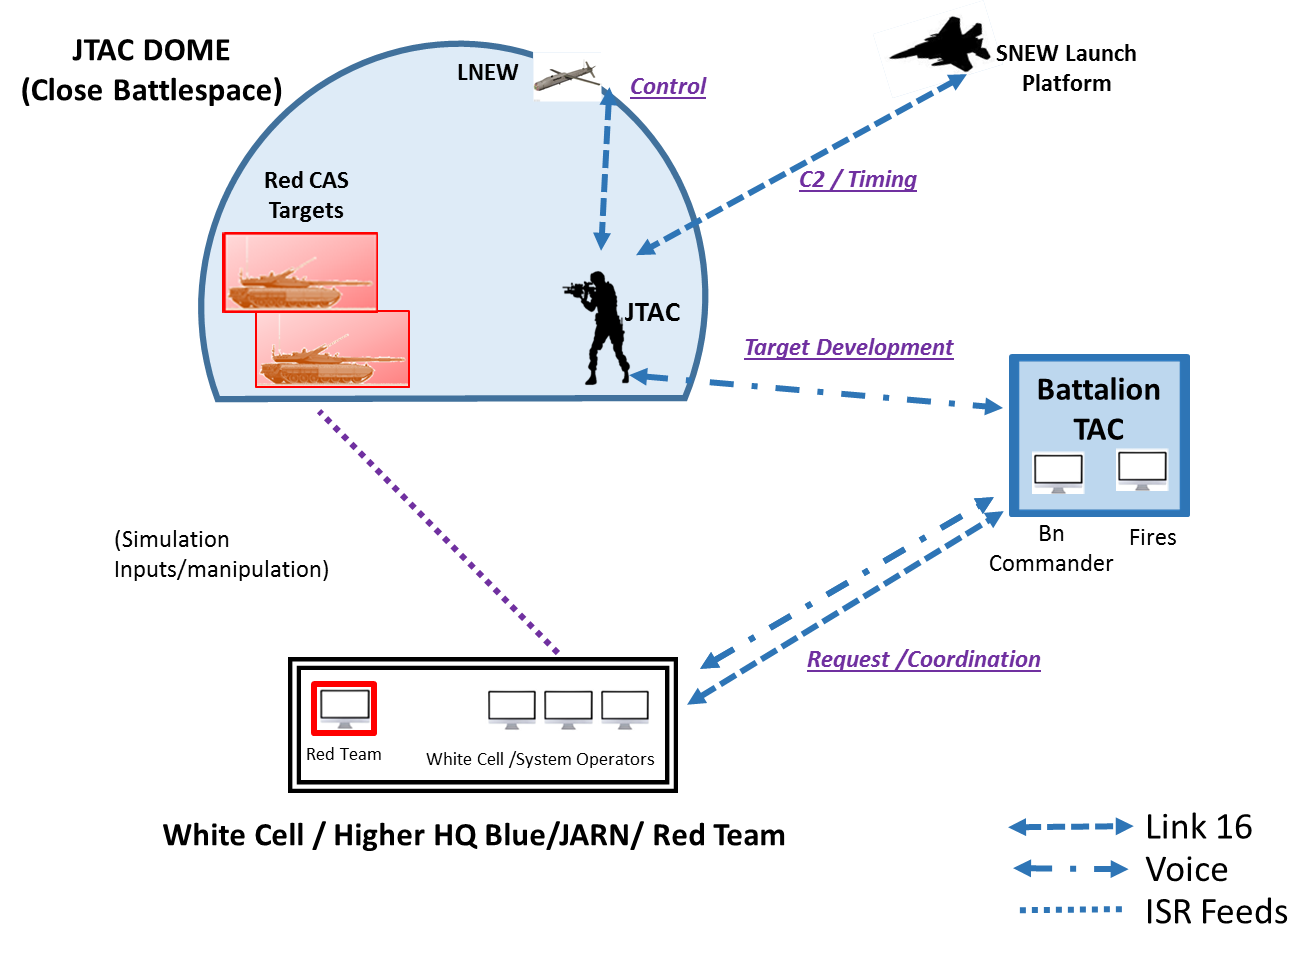 JTAC DOME
(Close Battlespace)
LNEW
Control
SNEW Launch
Platform
C2 / Timing
Red CAS
Targets
JTAC
Target Development
Battalion
TAC
Bn
Commander
Fires
(Simulation
Inputs/manipulation)
Request /Coordination
Red Team
White Cell /System Operators
White Cell / Higher HQ Blue/JARN/ Red Team
Link 16
Voice
ISR Feeds